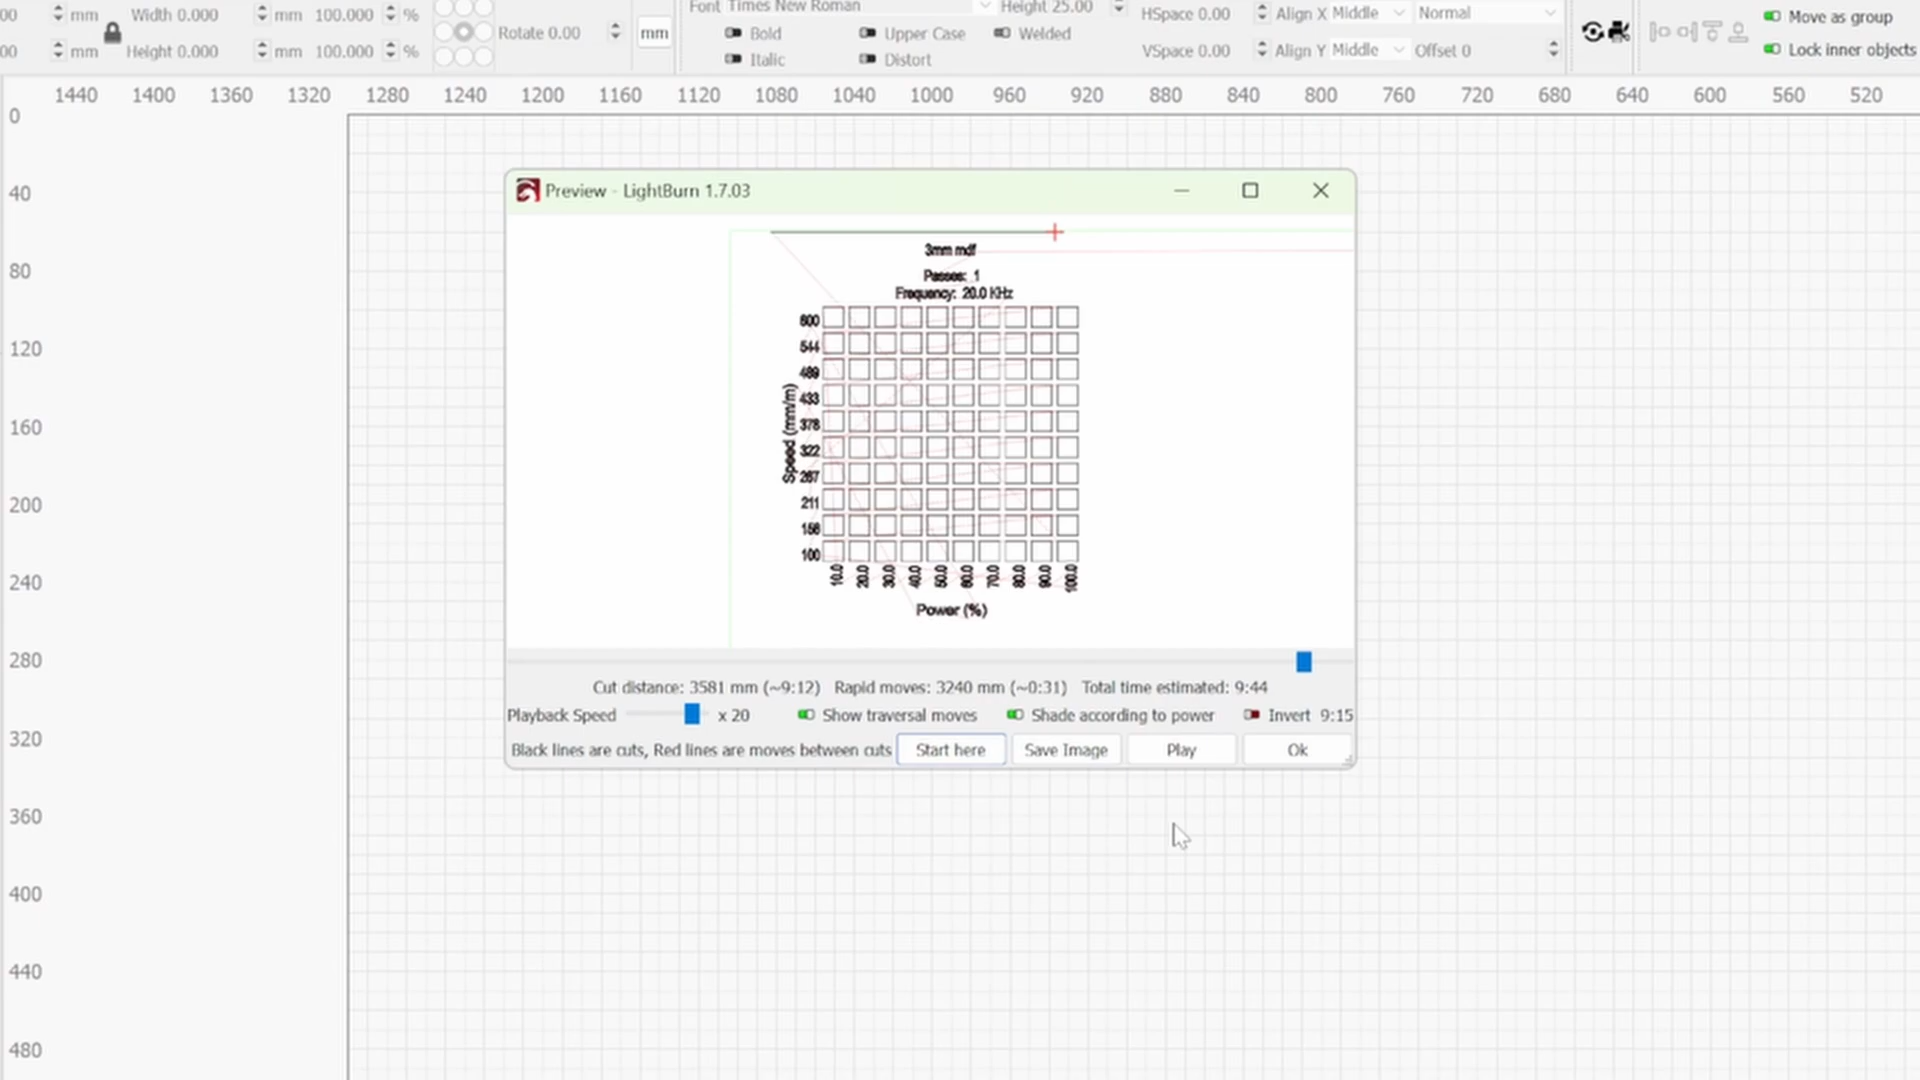 00 mm Width 0.000 mm 100.000 %
00 mm Height 0.000 mm 100.000 %
Rotate 0.00 mm
Font Times New Roman Height 25.00
Bold Upper Case Welded
Italic Distort
HSpace 0.00 Align X Middle Normal
VSpace 0.00 Align Y Middle Offset 0
Move as group
Lock inner objects
1440 1400 1360 1320 1280 1240 1200 1160 1120 1080 1040 1000 960 920 880 840 800 760 720 680 640 600 560 520
0
40
80
120
160
200
240
280
320
360
400
440
480
Preview - LightBurn 1.7.03
3mm mdf
Passes: 1
Frequency: 20.0 KHz
Speed (mm/m)
600
544
489
433
378
322
267
211
156
100
10.0 20.0 30.0 40.0 50.0 60.0 70.0 80.0 90.0 100.0
Power (%)
Cut distance: 3581 mm (~9:12) Rapid moves: 3240 mm (~0:31) Total time estimated: 9:44
Playback Speed x 20 Show traversal moves Shade according to power Invert 9:15
Black lines are cuts, Red lines are moves between cuts Start here Save Image Play Ok